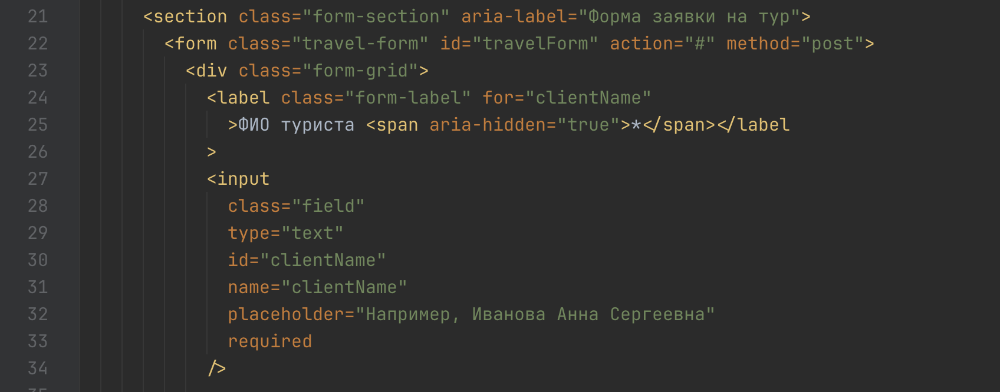 21 <section class="form-section" aria-label="Форма заявки на тур">
22 <form class="travel-form" id="travelForm" action="#" method="post">
23 <div class="form-grid">
24 <label class="form-label" for="clientName"
25 >ФИО туриста <span aria-hidden="true">*</span></label
26 >
27 <input
28 class="field"
29 type="text"
30 id="clientName"
31 name="clientName"
32 placeholder="Например, Иванова Анна Сергеевна"
33 required
34 />